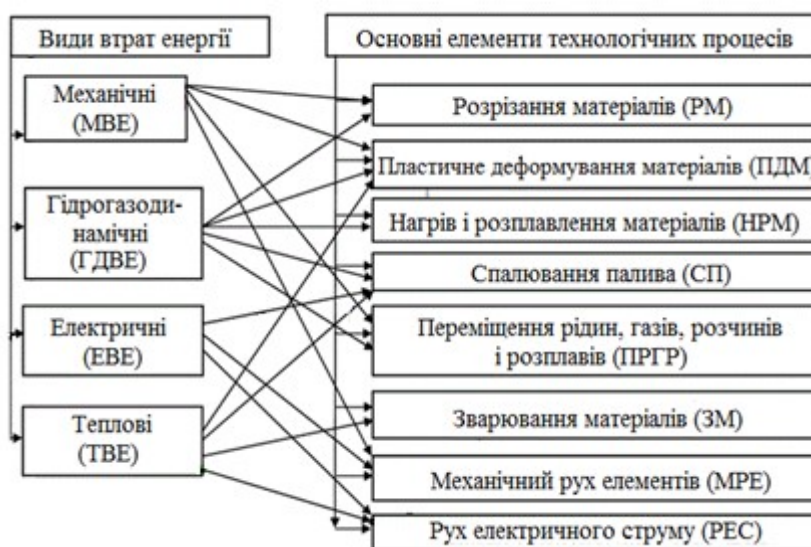 Види втрат енергії
Основні елементи технологічних процесів
Механічні
(МВЕ)
Гідрогазоди-
намічні
(ГДВЕ)
Електричні
(ЕВЕ)
Теплові
(ТВЕ)
Розрізання матеріалів (РМ)
Пластичне деформування матеріалів (ПДМ)
Нагрів і розплавлення матеріалів (НРМ)
Спалювання палива (СП)
Переміщення рідин, газів, розчинів
і розплавів (ПРГР)
Зварювання матеріалів (ЗМ)
Механічний рух елементів (МРЕ)
Рух електричного струму (РЕС)